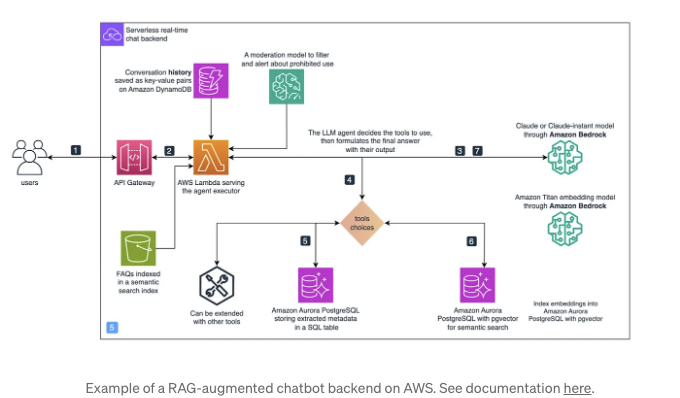 Serverless real-time
chat backend
A moderation model to filter
and alert about prohibited use
Conversation history
saved as key-value pairs
on Amazon DynamoDB
The LLM agent decides the tools to use,
then formulates the final answer
with their output
Claude or Claude-instant model
through Amazon Bedrock
1
2
3
7
users
API Gateway
AWS Lambda serving
the agent executor
4
Amazon Titan embedding model
through Amazon Bedrock
tools
choices
5
6
FAQs indexed
in a semantic
search index
Can be extended
with other tools
Amazon Aurora PostgreSQL
storing extracted metadata
in a SQL table
Amazon Aurora
PostgreSQL with pgvector
for semantic search
Index embeddings into
Amazon Aurora
PostgreSQL with pgvector
5
Example of a RAG-augmented chatbot backend on AWS. See documentation here.